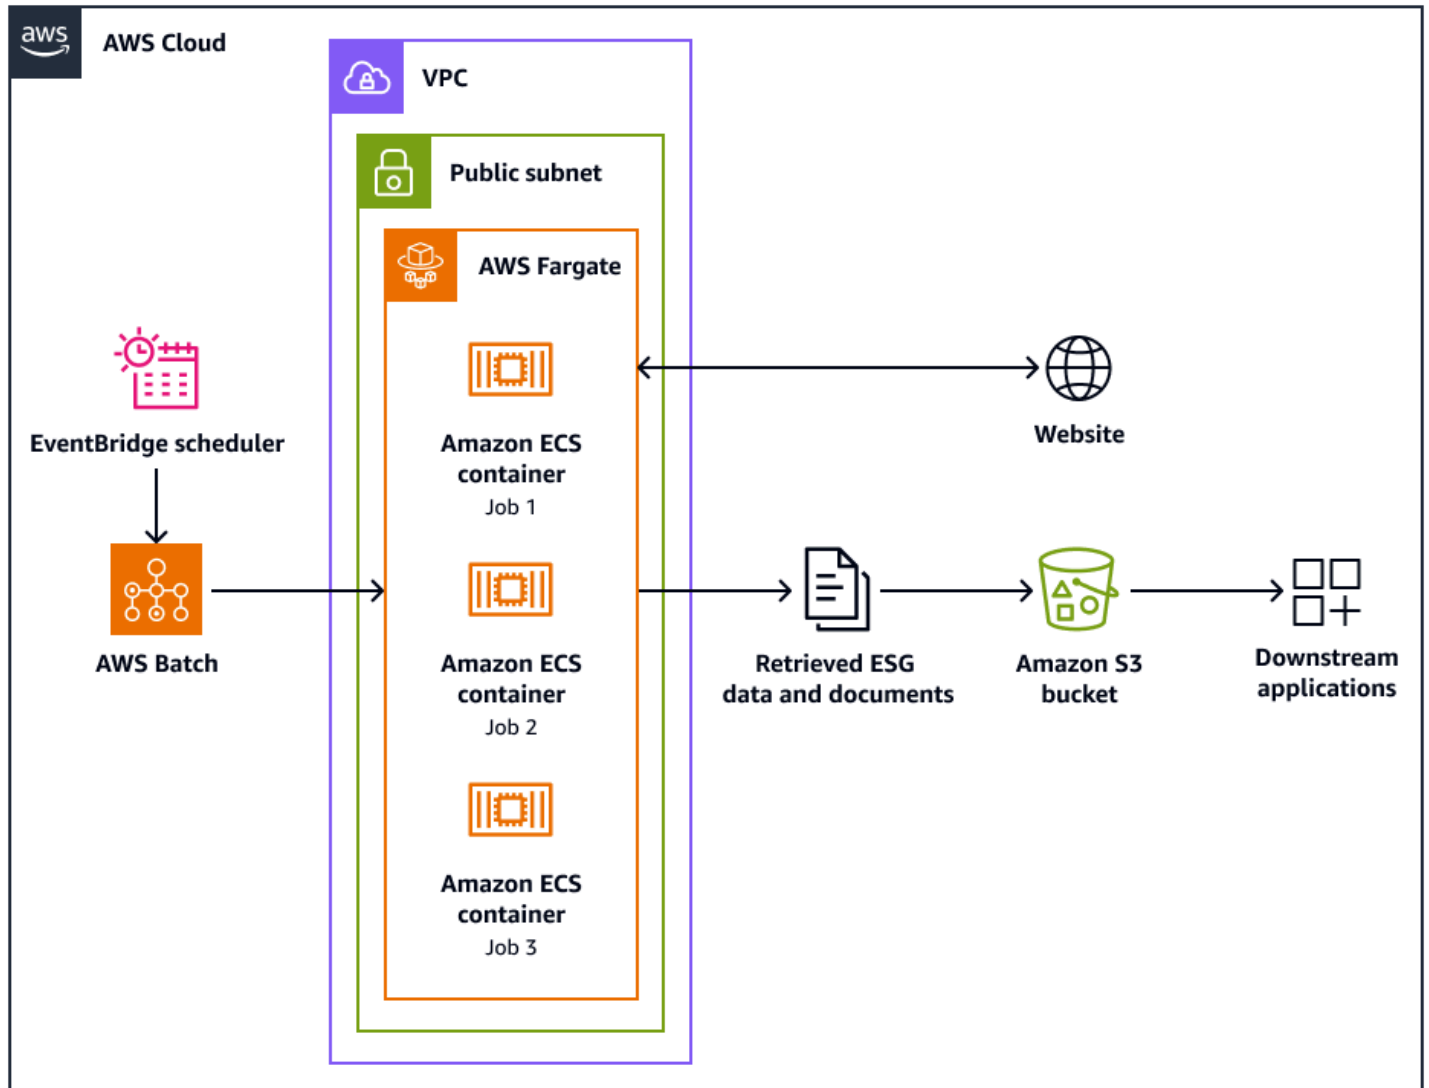 aws
AWS Cloud
VPC
Public subnet
AWS Fargate
EventBridge scheduler
AWS Batch
Amazon ECS
container
Job 1
Amazon ECS
container
Job 2
Amazon ECS
container
Job 3
Website
Retrieved ESG
data and documents
Amazon S3
bucket
Downstream
applications